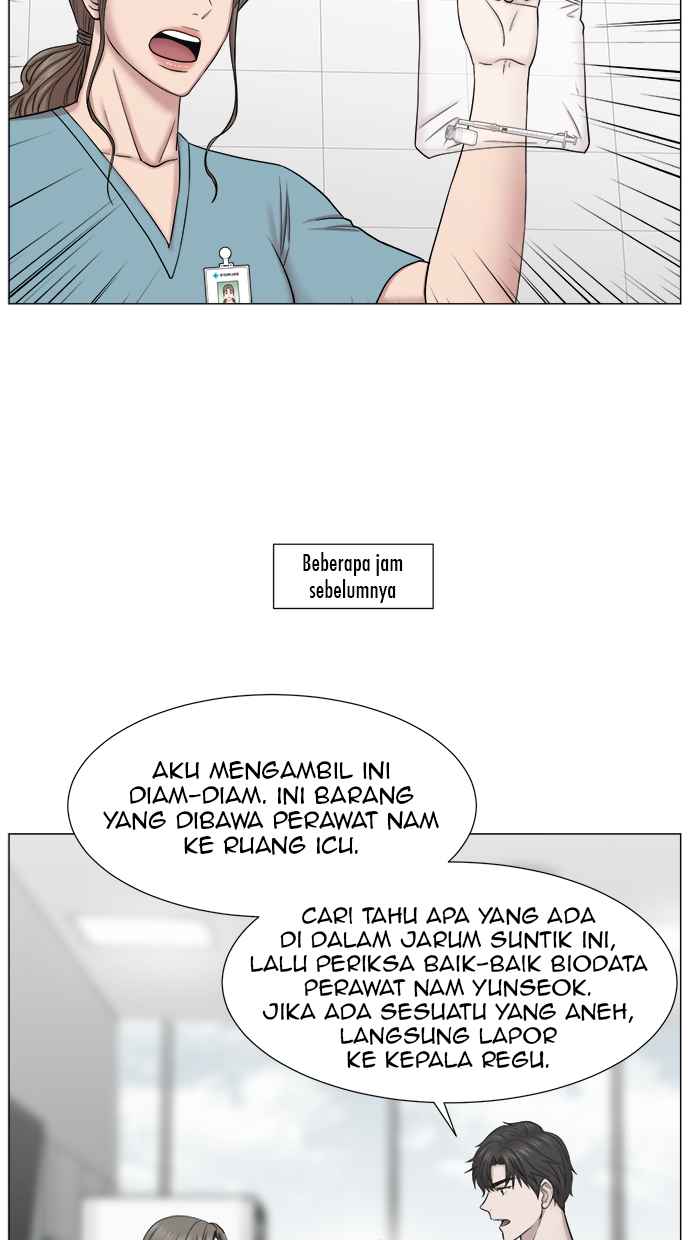 Beberapa jam
sebelumnya
AKU MENGAMBIL INI
DIAM-DIAM. INI BARANG
YANG DIBAWA PERAWAT NAM
KE RUANG ICU.
CARI TAHU APA YANG ADA
DI DALAM JARUM SUNTIK INI,
LALU PERIKSA BAIK-BAIK BIODATA
PERAWAT NAM YUNSEOK.
JIKA ADA SESUATU YANG ANEH,
LANGSUNG LAPOR
KE KEPALA REGU.